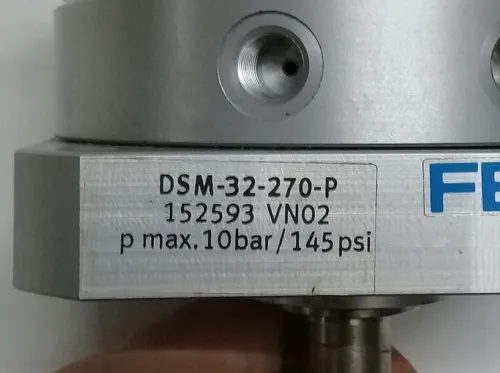 DSM-32-270-P
152593 VN02
p max.10bar/145psi
FE